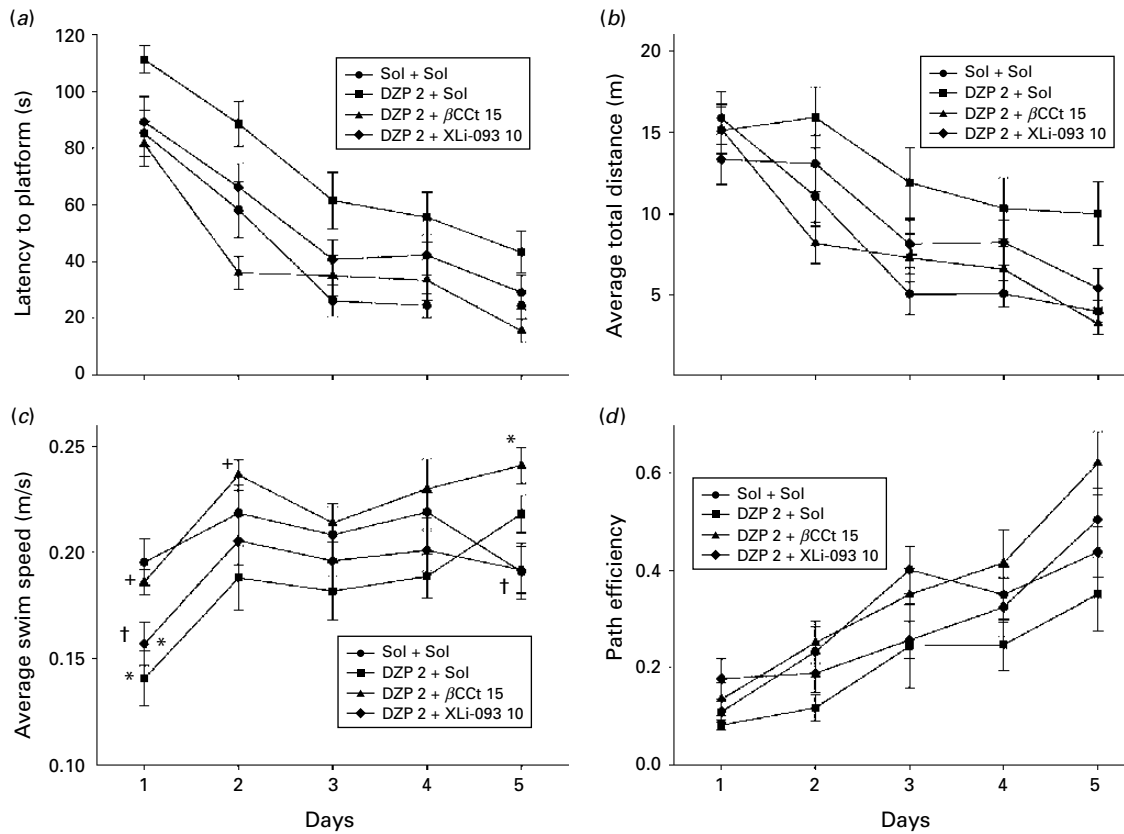 (a)
120
100
80
60
40
20
0
Latency to platform (s)
Sol + Sol
DZP 2 + Sol
DZP 2 + βCCt 15
DZP 2 + XLi-093 10
(b)
20
15
10
5
Average total distance (m)
Sol + Sol
DZP 2 + Sol
DZP 2 + βCCt 15
DZP 2 + XLi-093 10
(c)
0.25
0.20
0.15
0.10
Average swim speed (m/s)
+
†
*
*
+
*
†
Sol + Sol
DZP 2 + Sol
DZP 2 + βCCt 15
DZP 2 + XLi-093 10
1 2 3 4 5
Days
(d)
0.6
0.4
0.2
0.0
Path efficiency
Sol + Sol
DZP 2 + Sol
DZP 2 + βCCt 15
DZP 2 + XLi-093 10
1 2 3 4 5
Days